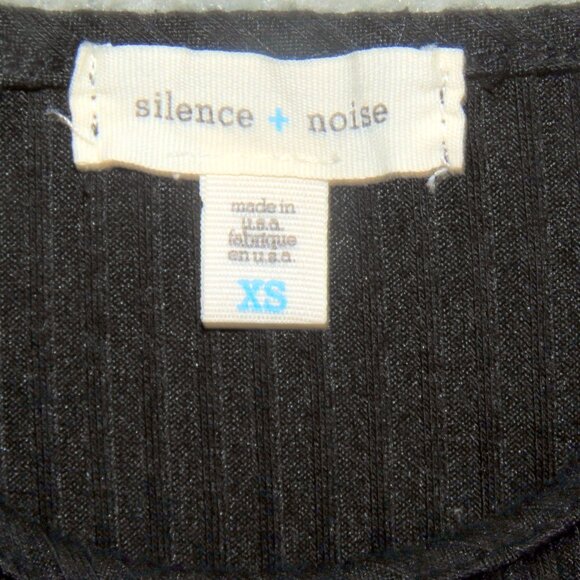 silence + noise
made in
u.s.a.
fabrique
en u.s.a.
XS